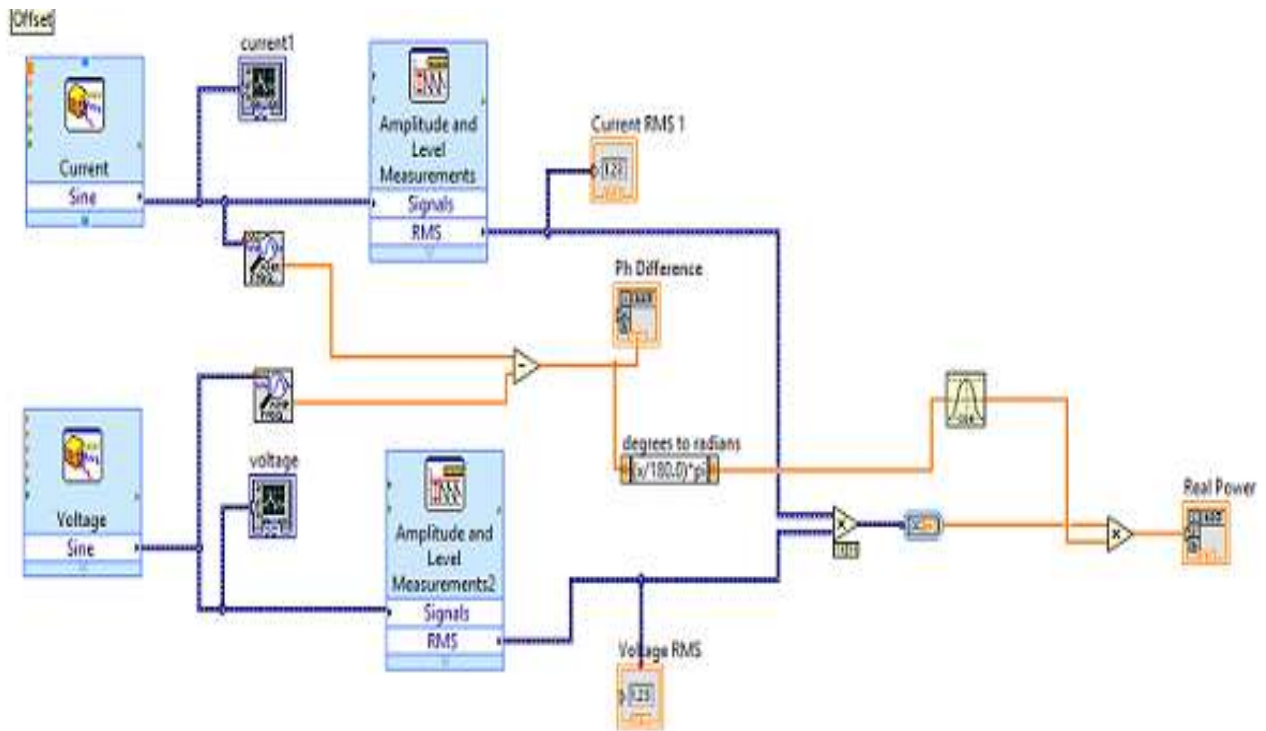 Offset
current1
Current
Sine
Amplitude and
Level
Measurements
Signals
RMS
Current RMS 1
Ph Difference
degrees to radians
(x/180.0)*pi
Voltage
Sine
voltage
Amplitude and
Level
Measurements2
Signals
RMS
Voltage RMS
Real Power